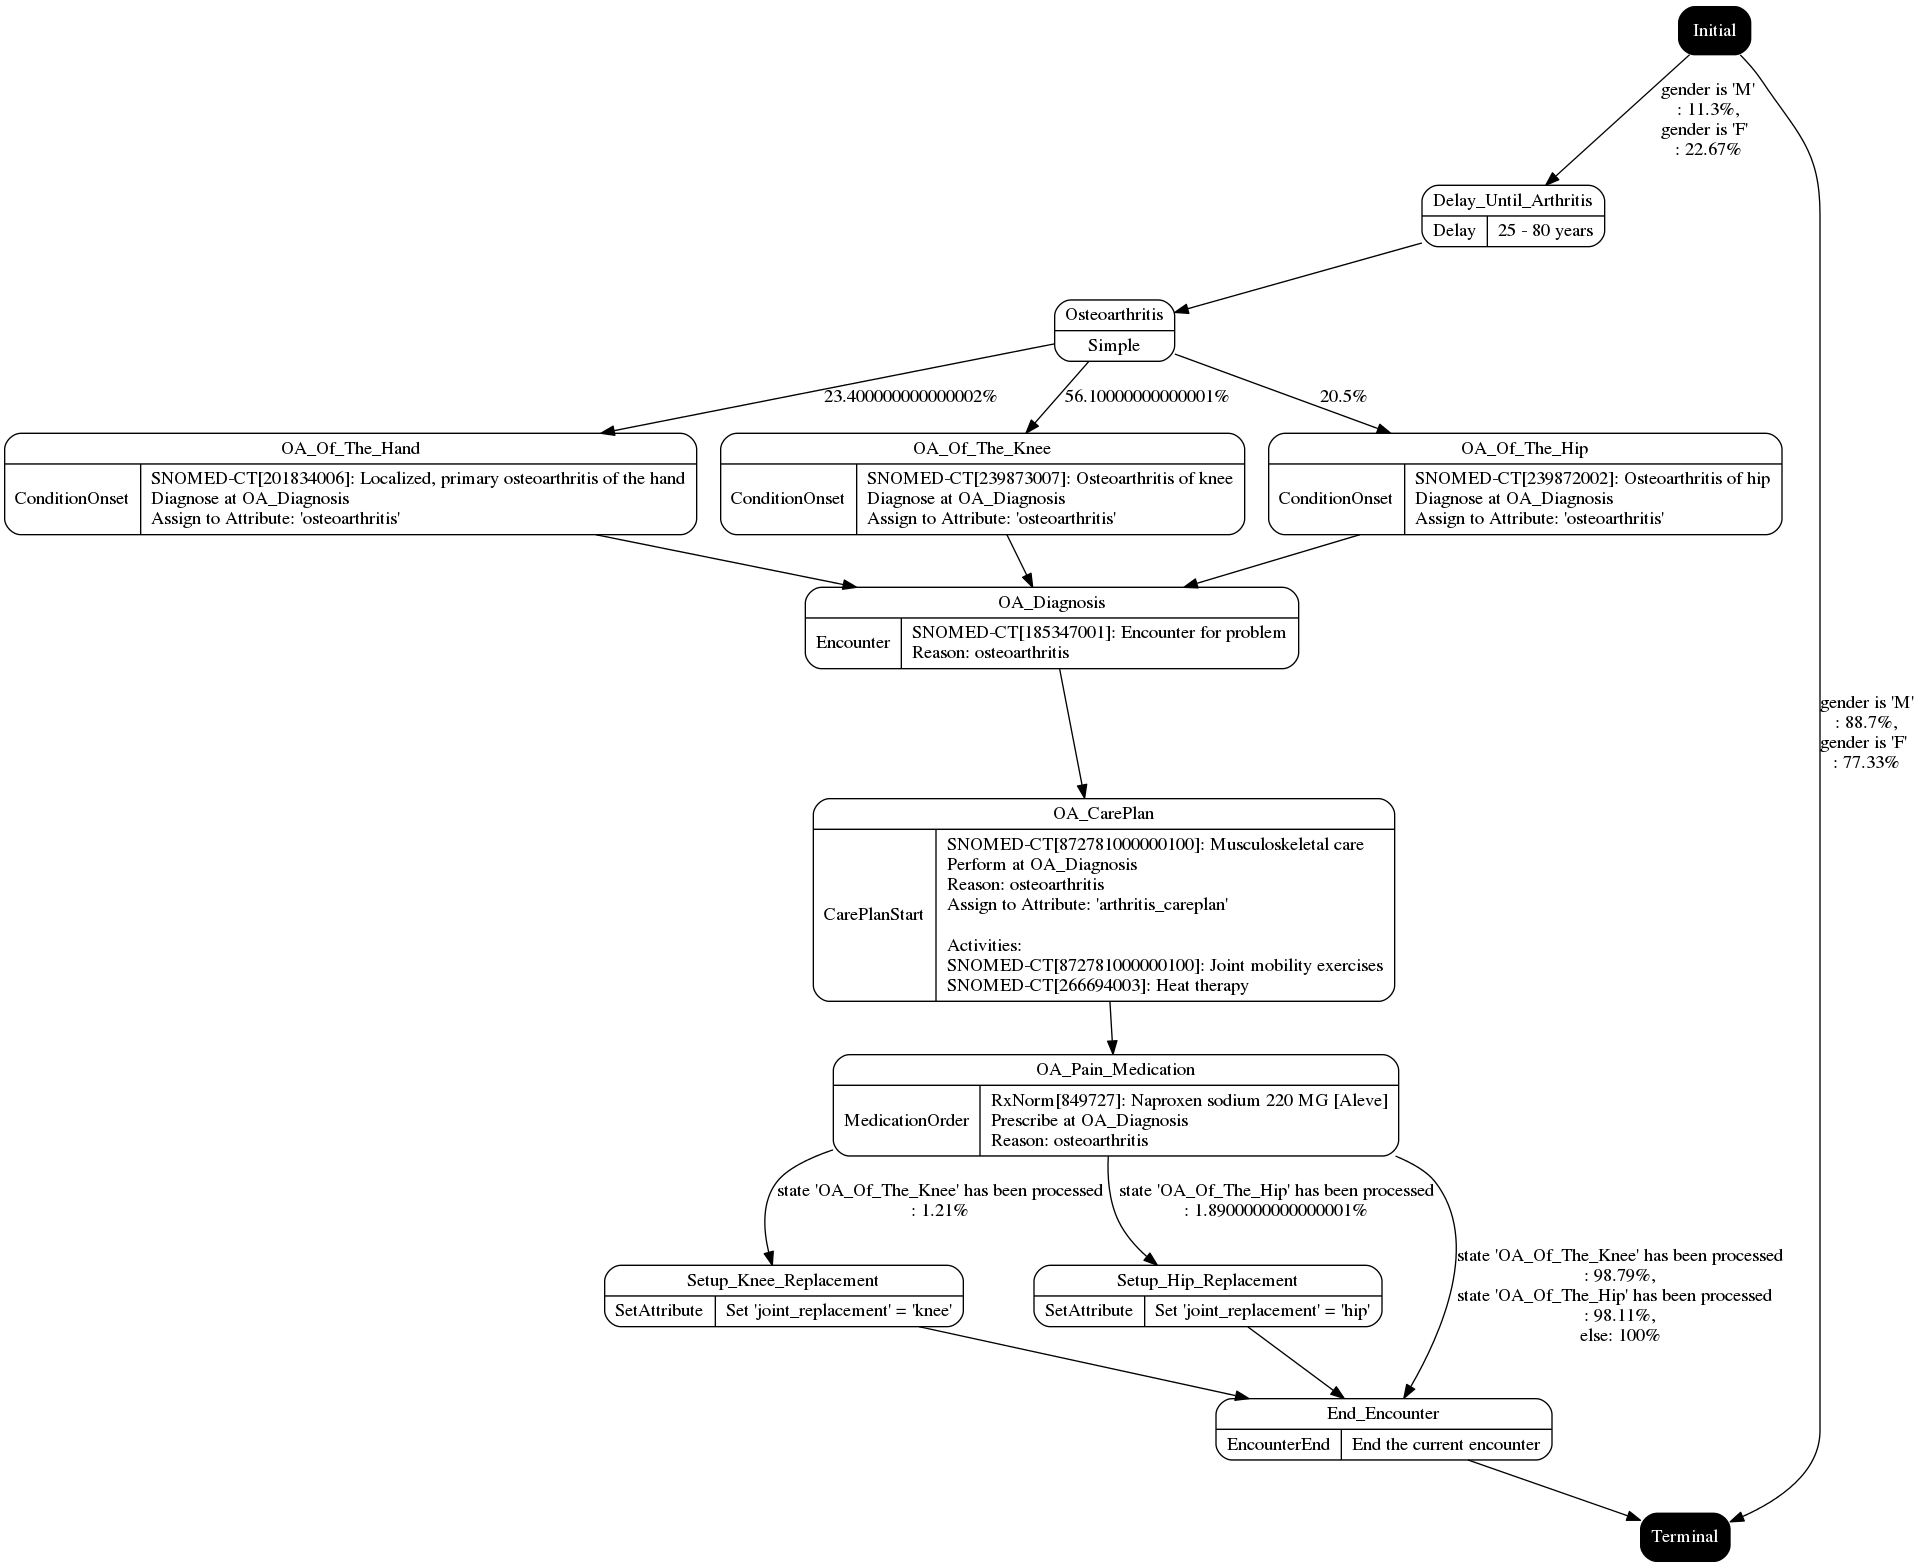 Initial
gender is 'M'
: 11.3%,
gender is 'F'
: 22.67%
Delay_Until_Arthritis
Delay
25 - 80 years
Osteoarthritis
Simple
23.400000000000002%
56.10000000000001%
20.5%
OA_Of_The_Hand
ConditionOnset
SNOMED-CT[201834006]: Localized, primary osteoarthritis of the hand
Diagnose at OA_Diagnosis
Assign to Attribute: 'osteoarthritis'
OA_Of_The_Knee
ConditionOnset
SNOMED-CT[239873007]: Osteoarthritis of knee
Diagnose at OA_Diagnosis
Assign to Attribute: 'osteoarthritis'
OA_Of_The_Hip
ConditionOnset
SNOMED-CT[239872002]: Osteoarthritis of hip
Diagnose at OA_Diagnosis
Assign to Attribute: 'osteoarthritis'
OA_Diagnosis
Encounter
SNOMED-CT[185347001]: Encounter for problem
Reason: osteoarthritis
gender is 'M'
: 88.7%,
gender is 'F'
: 77.33%
OA_CarePlan
CarePlanStart
SNOMED-CT[872781000000100]: Musculoskeletal care
Perform at OA_Diagnosis
Reason: osteoarthritis
Assign to Attribute: 'arthritis_careplan'
Activities:
SNOMED-CT[872781000000100]: Joint mobility exercises
SNOMED-CT[266694003]: Heat therapy
OA_Pain_Medication
MedicationOrder
RxNorm[849727]: Naproxen sodium 220 MG [Aleve]
Prescribe at OA_Diagnosis
Reason: osteoarthritis
state 'OA_Of_The_Knee' has been processed
: 1.21%
state 'OA_Of_The_Hip' has been processed
: 1.8900000000000001%
state 'OA_Of_The_Knee' has been processed
: 98.79%,
state 'OA_Of_The_Hip' has been processed
: 98.11%,
else: 100%
Setup_Knee_Replacement
SetAttribute
Set 'joint_replacement' = 'knee'
Setup_Hip_Replacement
SetAttribute
Set 'joint_replacement' = 'hip'
End_Encounter
EncounterEnd
End the current encounter
Terminal